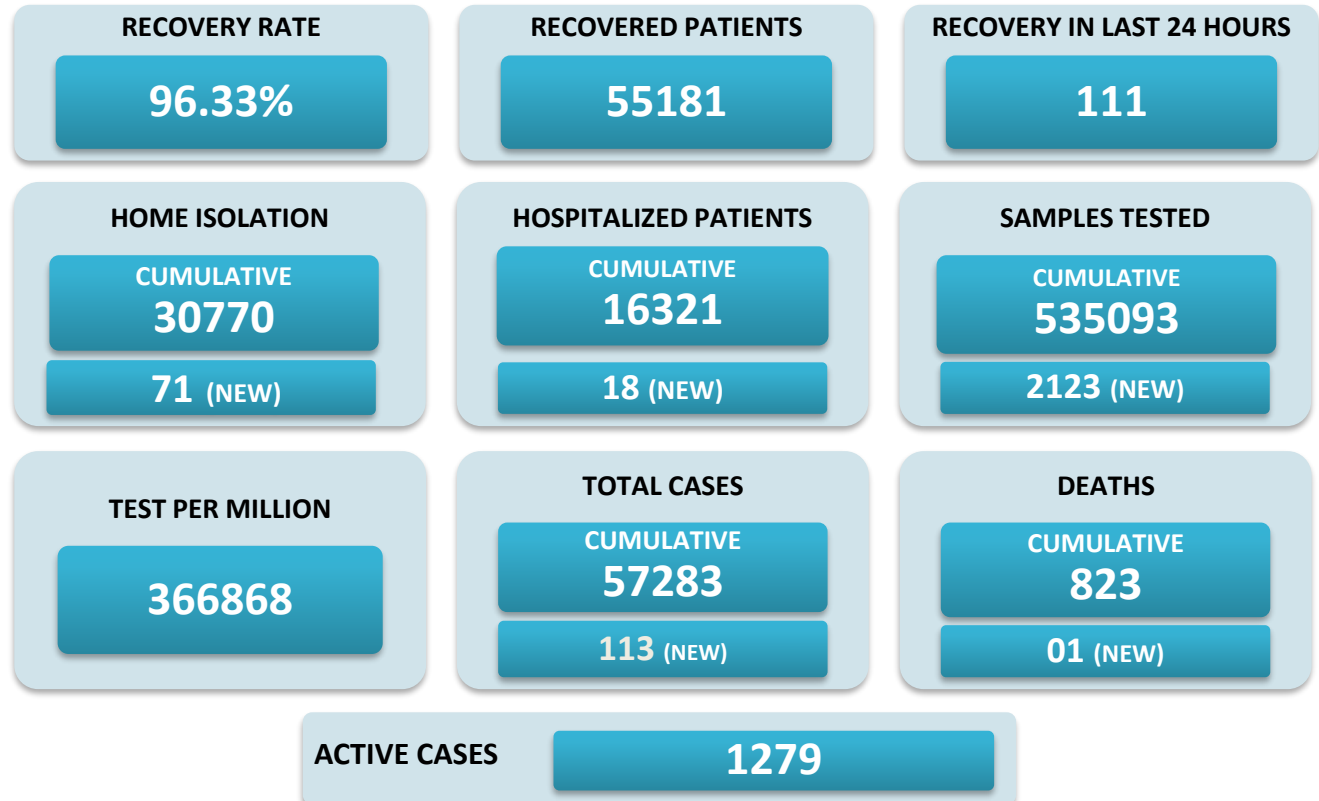 RECOVERY RATE
96.33%
RECOVERED PATIENTS
55181
RECOVERY IN LAST 24 HOURS
111
HOME ISOLATION
CUMULATIVE
30770
71 (NEW)
HOSPITALIZED PATIENTS
CUMULATIVE
16321
18 (NEW)
SAMPLES TESTED
CUMULATIVE
535093
2123 (NEW)
TEST PER MILLION
366868
TOTAL CASES
CUMULATIVE
57283
113 (NEW)
DEATHS
CUMULATIVE
823
01 (NEW)
ACTIVE CASES
1279